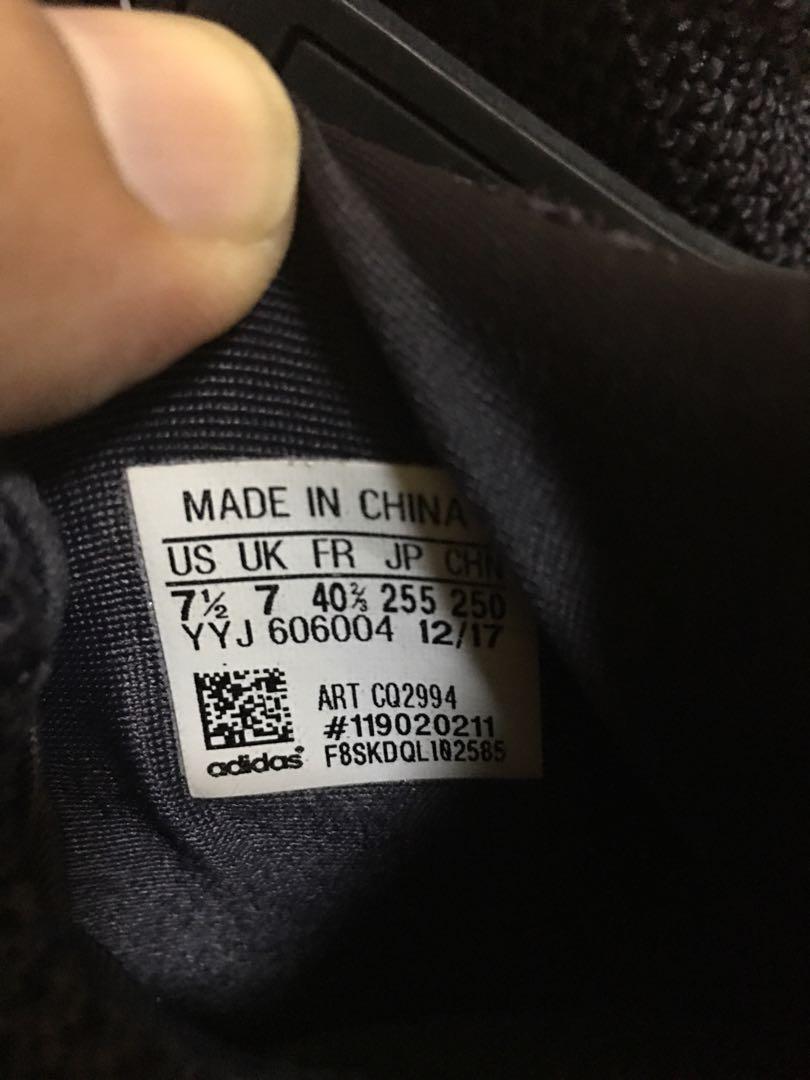 MADE IN CHINA
US UK FR JP CHN
7½ 7 40⅔ 255 250
YYJ 606004 12/17
ART CQ2994
#119020211
adidas F8SKDQL102585